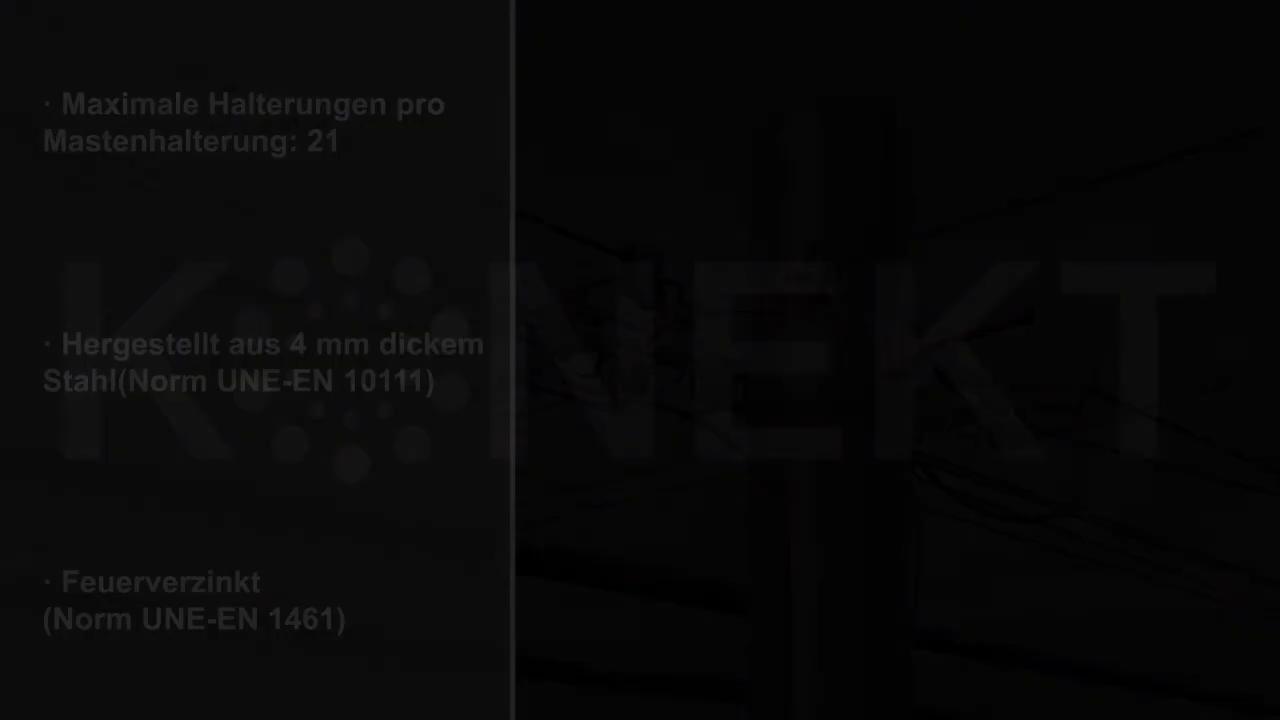 · Maximale Halterungen pro
Mastenhalterung: 21
KONEKT
· Hergestellt aus 4 mm dickem
Stahl(Norm UNE-EN 10111)
· Feuerverzinkt
(Norm UNE-EN 1461)